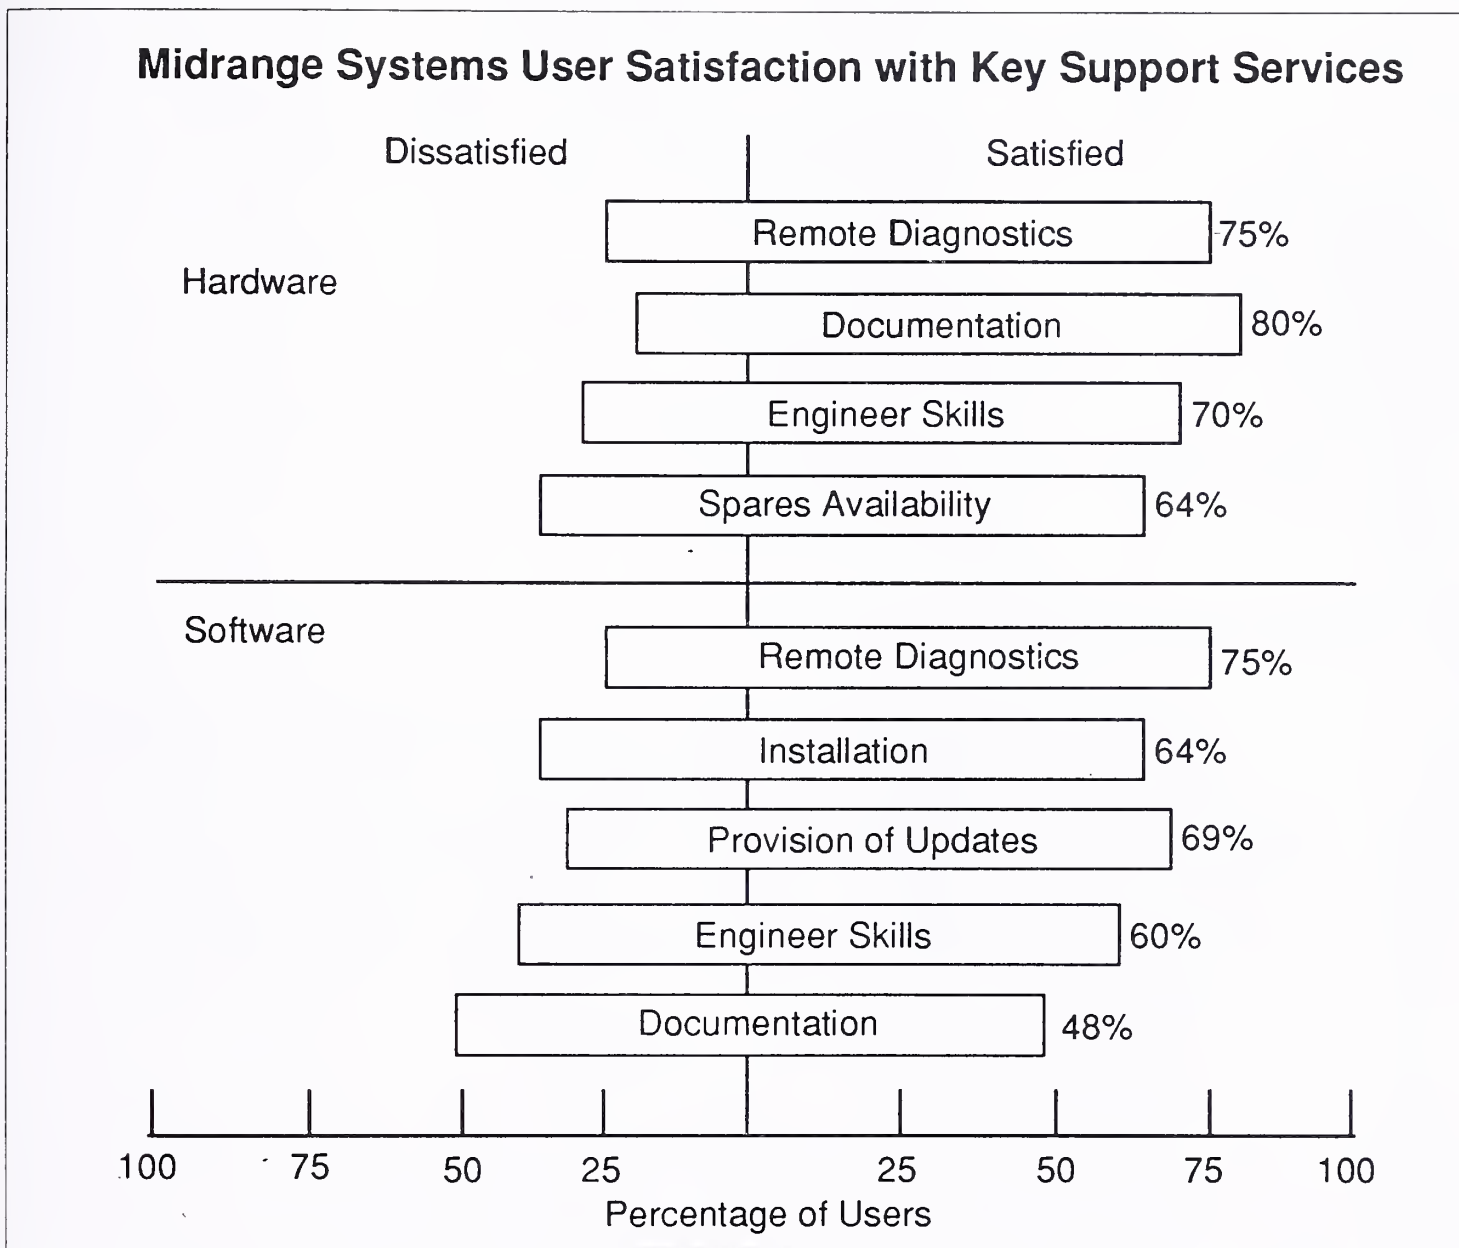 Midrange Systems User Satisfaction with Key Support Services
Dissatisfied Satisfied
Remote Diagnostics 75%
Hardware
Documentation 80%
Engineer Skills 70%
Spares Availability 64%
Software
Remote Diagnostics 75%
Installation 64%
Provision of Updates 69%
Engineer Skills 60%
Documentation 48%
100 75 50 25 25 50 75 100
Percentage of Users